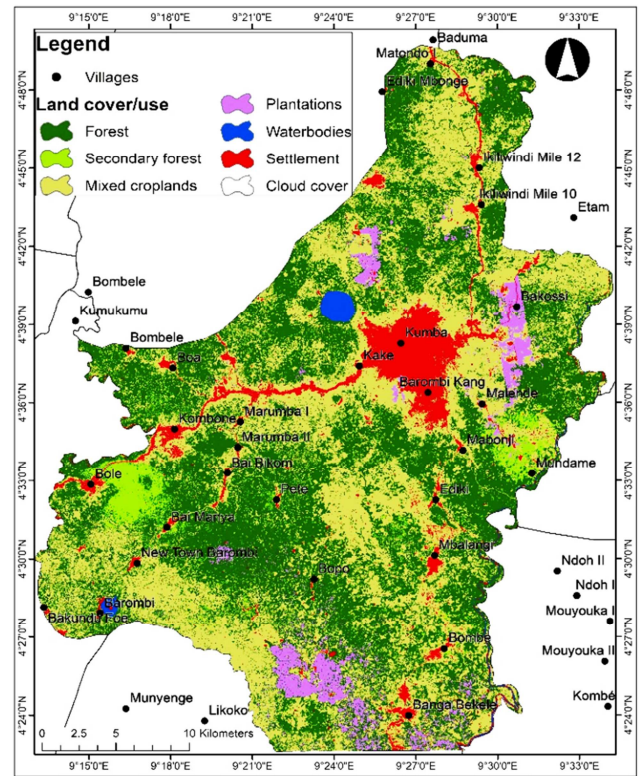 9°15'0"E 9°18'0"E 9°21'0"E 9°24'0"E 9°27'0"E 9°30'0"E 9°33'0"E
Legend
Villages
Land cover/use
Forest
Secondary forest
Mixed croplands
Plantations
Waterbodies
Settlement
Cloud cover
Baduma
Matondo I
Ediki Mbonge
Ikiliwindi Mile 12
Ikiliwindi Mile 10
Etam
Bombele
Kumukumu
Bakossi
Bombele
Kumba
Boa
Kake
Barombi Kang
Malende
Marumba I
Kombone
Marumba II
Mabonji
Bai Bikom
Mundame
Bole
Pete
Ediki
Bai Manya
Mbalangi
New Town Barombi
Bopo
Ndoh II
Ndoh I
Barombi
Bakundu Foe
Mouyouka I
Bombe
Mouyouka II
Munyenge
Likoko
Banga Bekele
Kombé
0 2.5 5 10 Kilometers
4°48'0"N
4°45'0"N
4°42'0"N
4°39'0"N
4°36'0"N
4°33'0"N
4°30'0"N
4°27'0"N
4°24'0"N
4°48'0"N
4°45'0"N
4°42'0"N
4°39'0"N
4°36'0"N
4°33'0"N
4°30'0"N
4°27'0"N
4°24'0"N
9°15'0"E 9°18'0"E 9°21'0"E 9°24'0"E 9°27'0"E 9°30'0"E 9°33'0"E